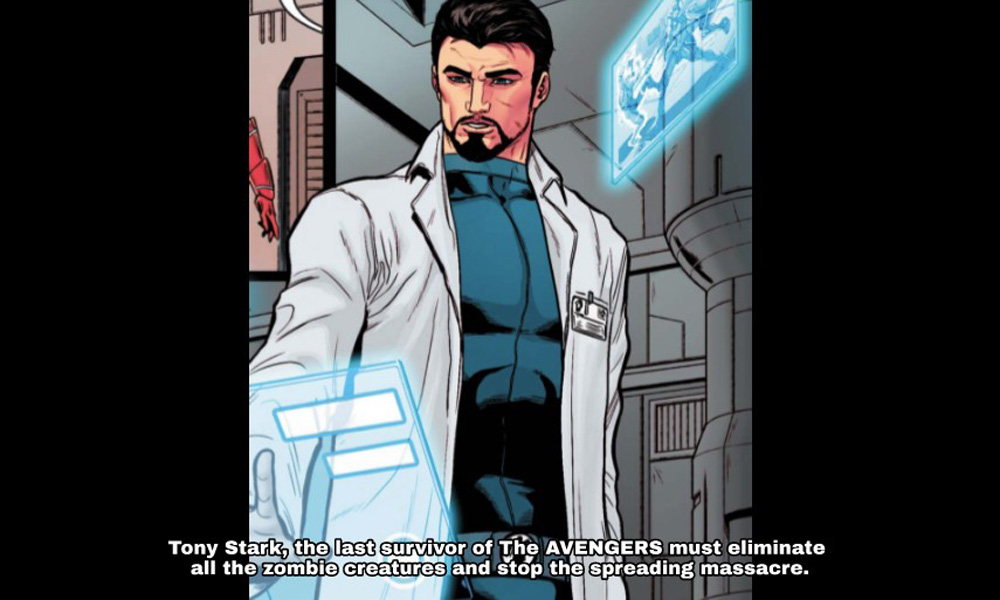 Tony Stark, the last survivor of The AVENGERS must eliminate
all the zombie creatures and stop the spreading massacre.